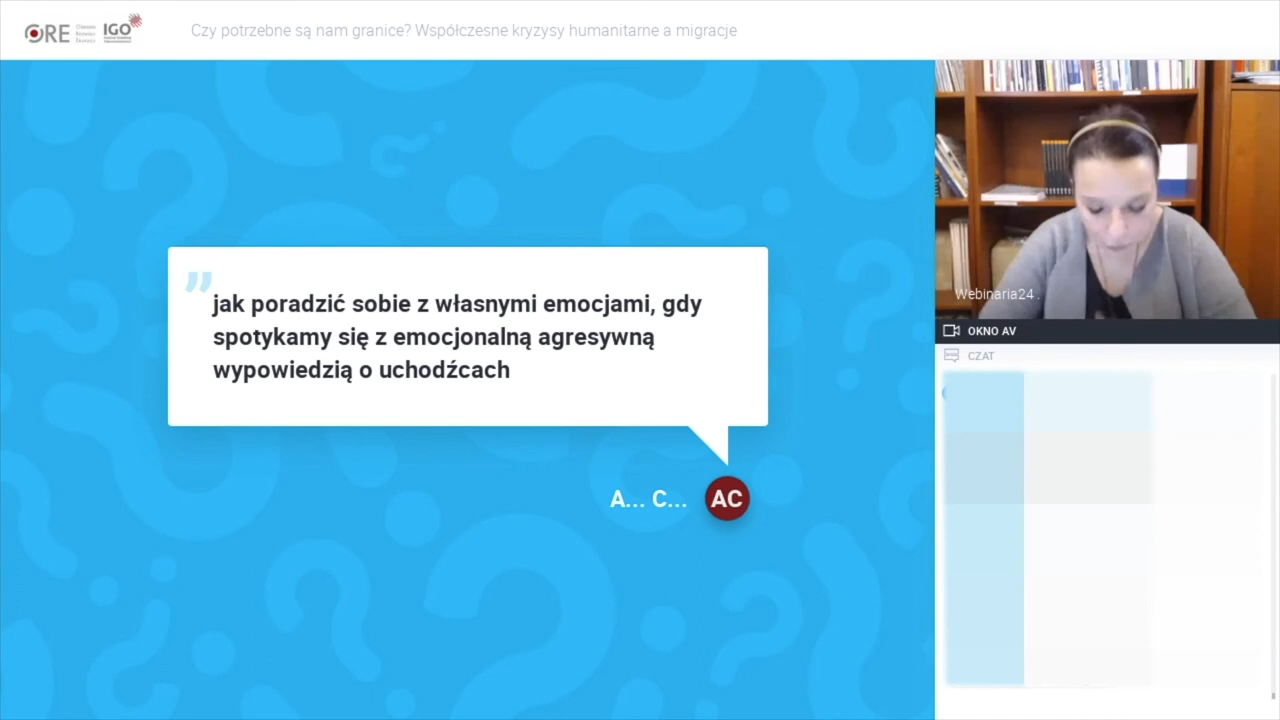 ORE
IGO
Czy potrzebne są nam granice? Współczesne kryzysy humanitarne a migracje
jak poradzić sobie z własnymi emocjami, gdy
spotykamy się z emocjonalną agresywną
wypowiedzią o uchodźcach
A... C...
AC
Webinaria24 .
OKNO AV
CZAT